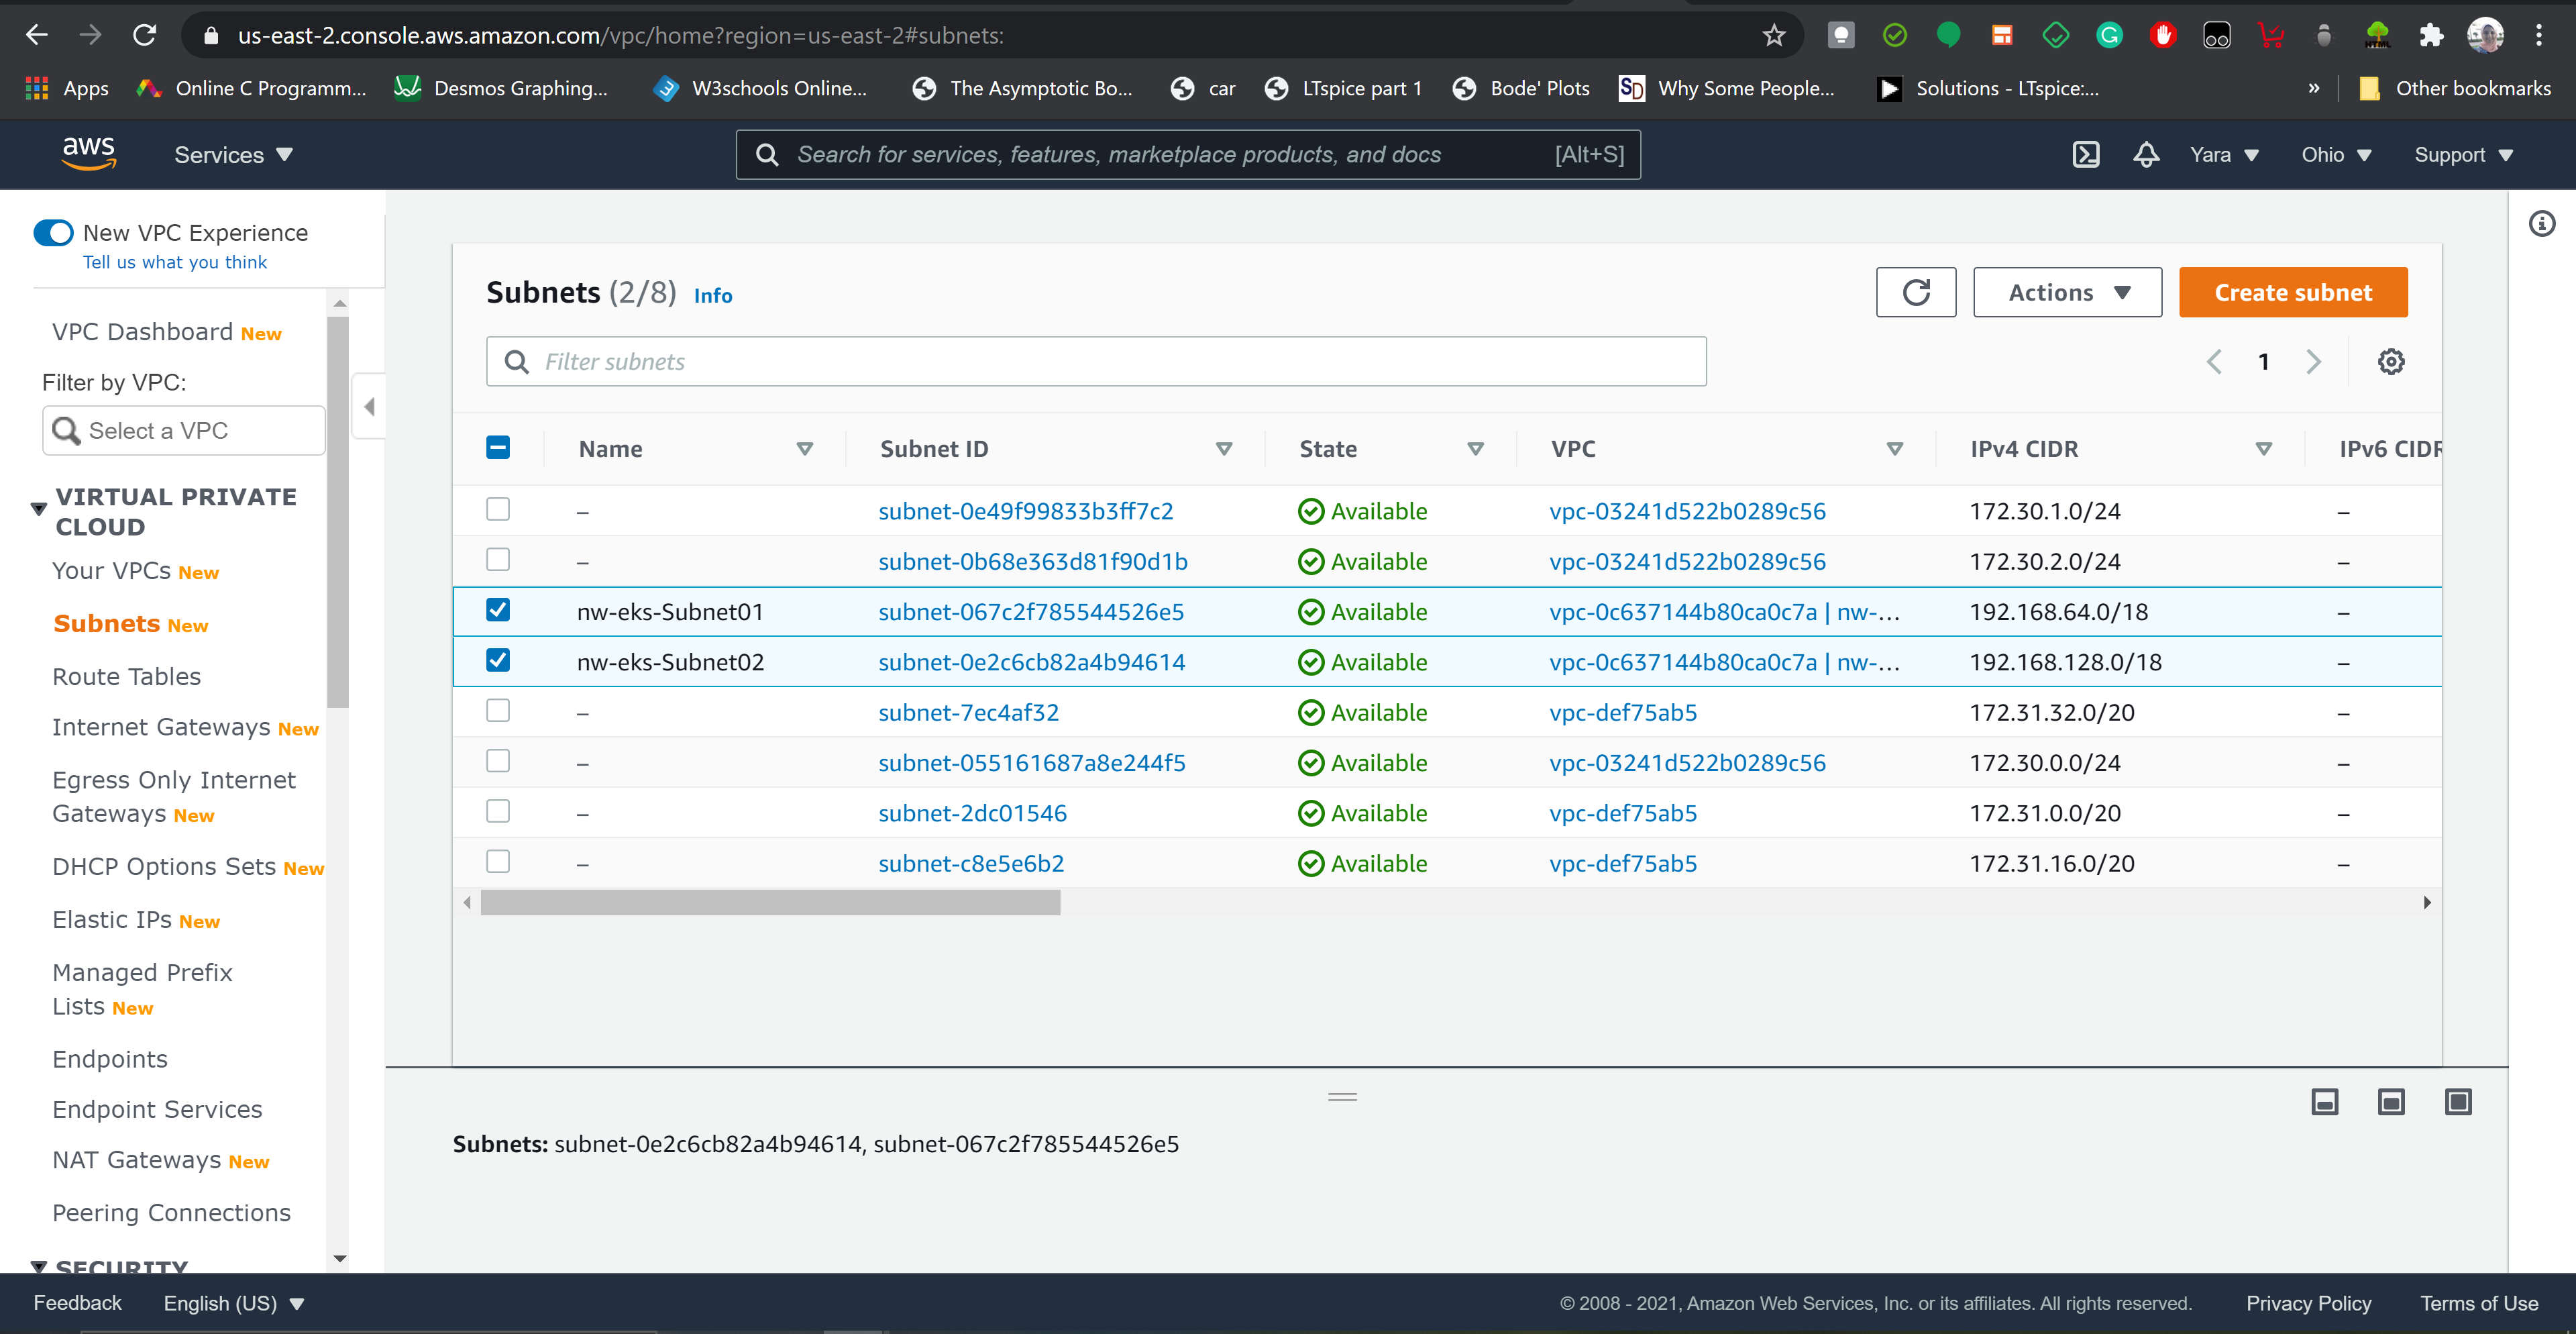 us-east-2.console.aws.amazon.com/vpc/home?region=us-east-2#subnets:
Apps Online C Programm... Desmos Graphing... W3schools Online... The Asymptotic Bo... car LTspice part 1 Bode' Plots SD Why Some People... Solutions - LTspice:... » Other bookmarks
aws Services Search for services, features, marketplace products, and docs [Alt+S] Yara Ohio Support
New VPC Experience
Tell us what you think
VPC Dashboard New
Filter by VPC:
Select a VPC
VIRTUAL PRIVATE
CLOUD
Your VPCs New
Subnets New
Route Tables
Internet Gateways New
Egress Only Internet
Gateways New
DHCP Options Sets New
Elastic IPs New
Managed Prefix
Lists New
Endpoints
Endpoint Services
NAT Gateways New
Peering Connections
SECURITY
Subnets (2/8) Info Actions Create subnet
Filter subnets 1
Name Subnet ID State VPC IPv4 CIDR IPv6 CIDR
– subnet-0e49f99833b3ff7c2 Available vpc-03241d522b0289c56 172.30.1.0/24 –
– subnet-0b68e363d81f90d1b Available vpc-03241d522b0289c56 172.30.2.0/24 –
nw-eks-Subnet01 subnet-067c2f785544526e5 Available vpc-0c637144b80ca0c7a | nw-... 192.168.64.0/18 –
nw-eks-Subnet02 subnet-0e2c6cb82a4b94614 Available vpc-0c637144b80ca0c7a | nw-... 192.168.128.0/18 –
– subnet-7ec4af32 Available vpc-def75ab5 172.31.32.0/20 –
– subnet-055161687a8e244f5 Available vpc-03241d522b0289c56 172.30.0.0/24 –
– subnet-2dc01546 Available vpc-def75ab5 172.31.0.0/20 –
– subnet-c8e5e6b2 Available vpc-def75ab5 172.31.16.0/20 –
Subnets: subnet-0e2c6cb82a4b94614, subnet-067c2f785544526e5
Feedback English (US) © 2008 - 2021, Amazon Web Services, Inc. or its affiliates. All rights reserved. Privacy Policy Terms of Use